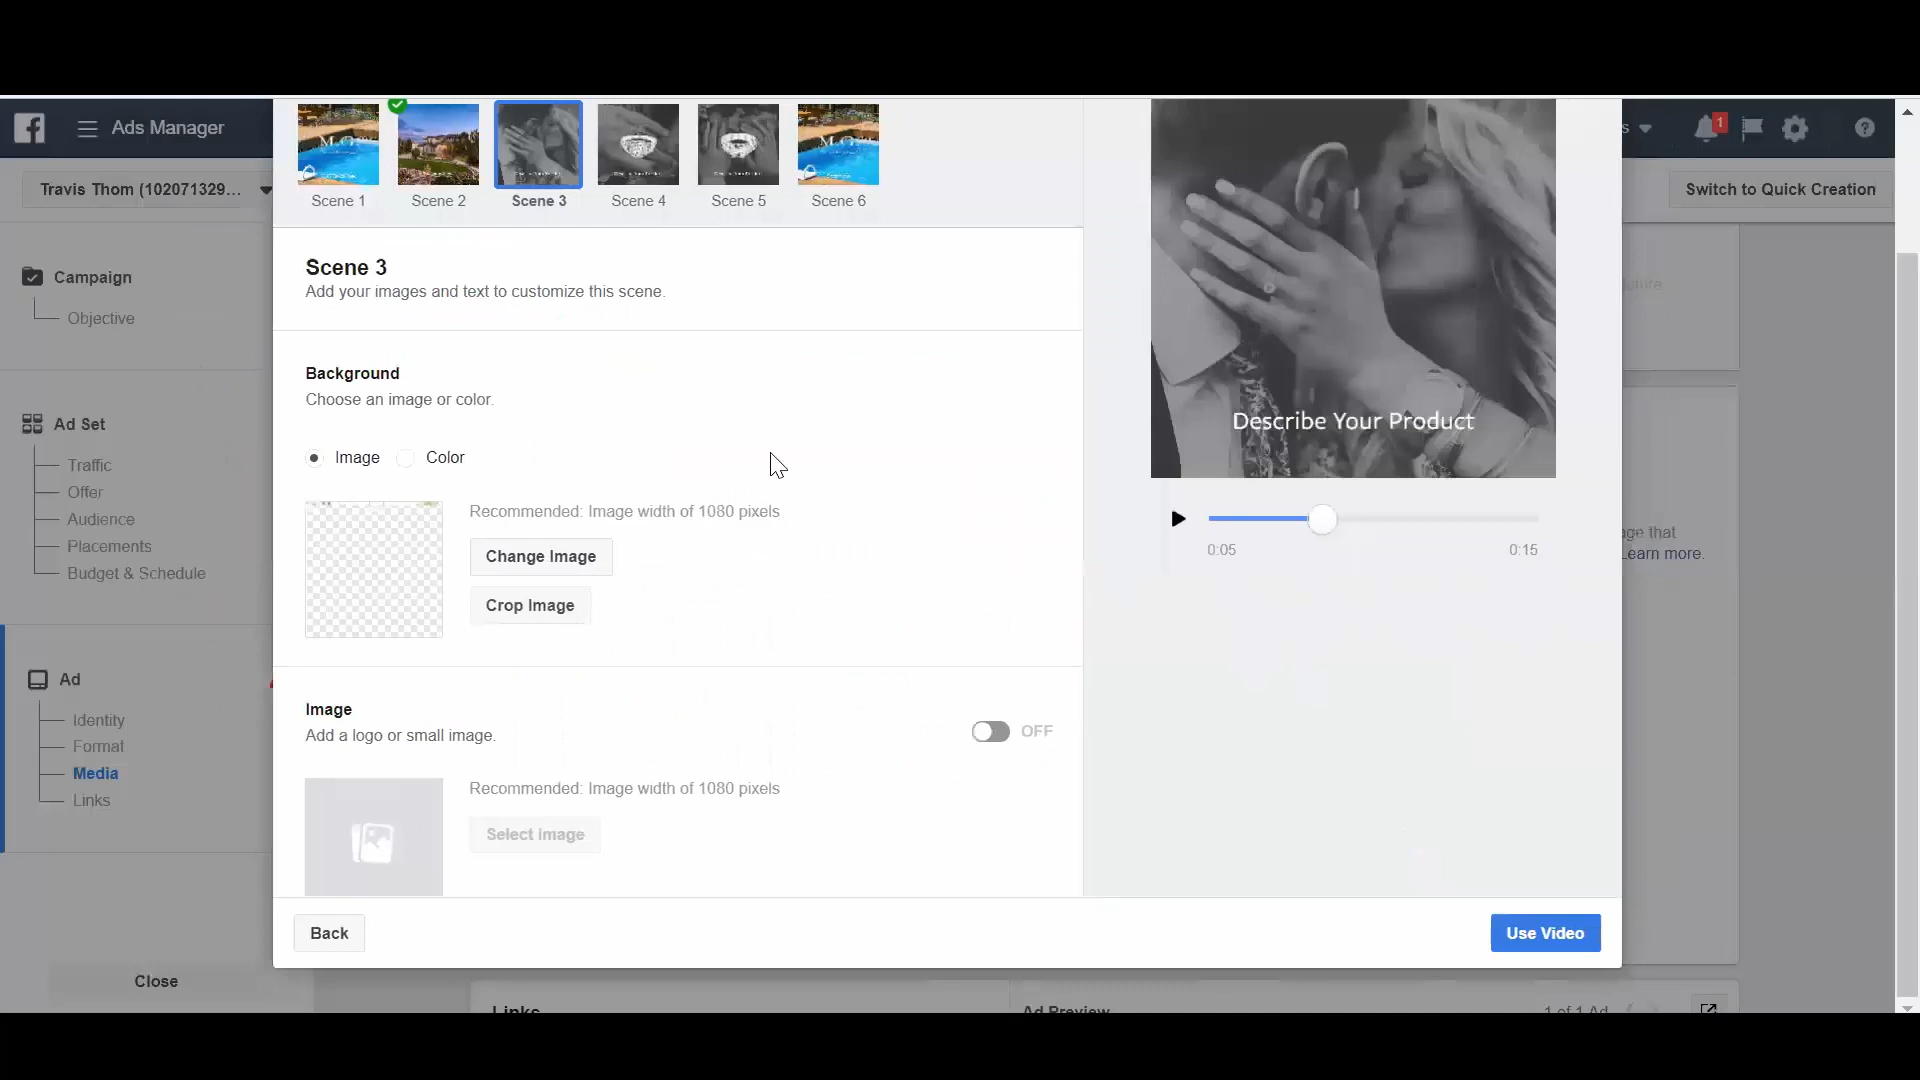 Ads Manager
1
Travis Thom (102071329...
Switch to Quick Creation
Scene 1
Scene 2
Scene 3
Scene 4
Scene 5
Scene 6
Campaign
Objective
Ad Set
Traffic
Offer
Audience
Placements
Budget & Schedule
Ad
Identity
Format
Media
Links
Close
Scene 3
Add your images and text to customize this scene.
Background
Choose an image or color.
Image
Color
Recommended: Image width of 1080 pixels
Change Image
Crop Image
Image
Add a logo or small image.
OFF
Recommended: Image width of 1080 pixels
Select image
Back
Use Video
Describe Your Product
0:05
0:15
that
Learn more.
Links
Ad Preview
1 of 1 Ad